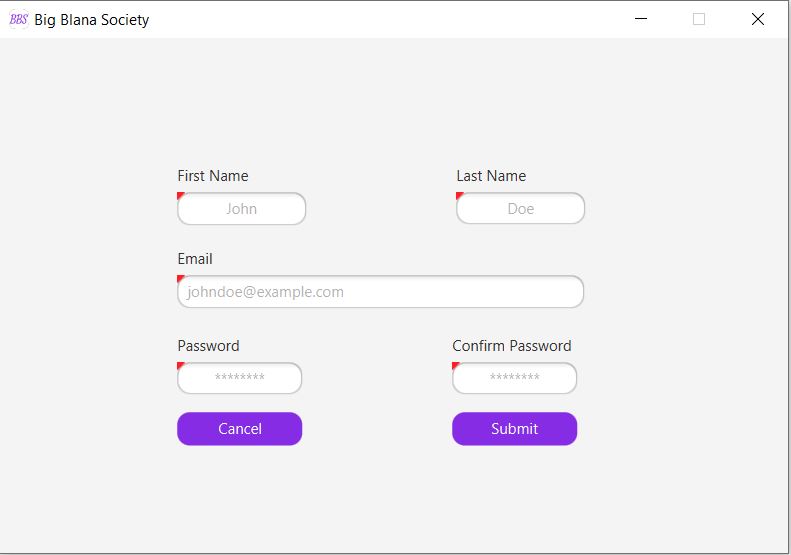 BBS Big Blana Society
First Name Last Name
John Doe
Email
johndoe@example.com
Password Confirm Password
******** ********
Cancel Submit